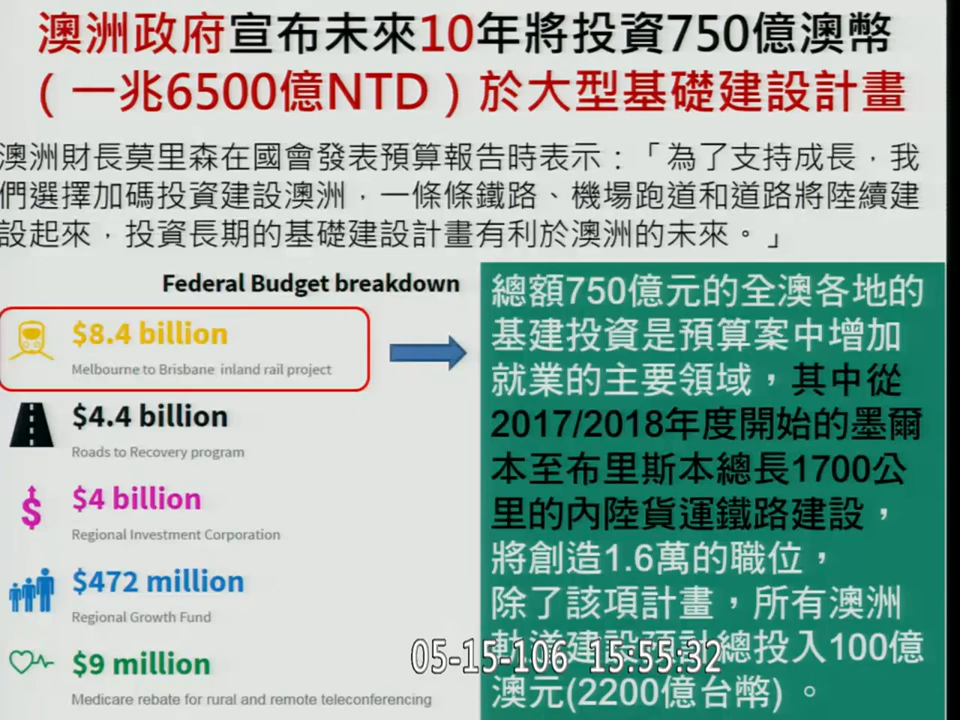 澳洲政府宣布未來10年將投資750億澳幣
（一兆6500億NTD）於大型基礎建設計畫
澳洲財長莫里森在國會發表預算報告時表示：「為了支持成長，我
們選擇加碼投資建設澳洲，一條條鐵路、機場跑道和道路將陸續建
設起來，投資長期的基礎建設計畫有利於澳洲的未來。」
Federal Budget breakdown
$8.4 billion
Melbourne to Brisbane inland rail project
$4.4 billion
Roads to Recovery program
$4 billion
Regional Investment Corporation
$472 million
Regional Growth Fund
$9 million
Medicare rebate for rural and remote teleconferencing
總額750億元的全澳各地的
基建投資是預算案中增加
就業的主要領域，其中從
2017/2018年度開始的墨爾
本至布里斯本總長1700公
里的內陸貨運鐵路建設，
將創造1.6萬的職位，
除了該項計畫，所有澳洲
軌道建設預計總投入100億
澳元(2200億台幣) 。
05-15-106 15:55:32